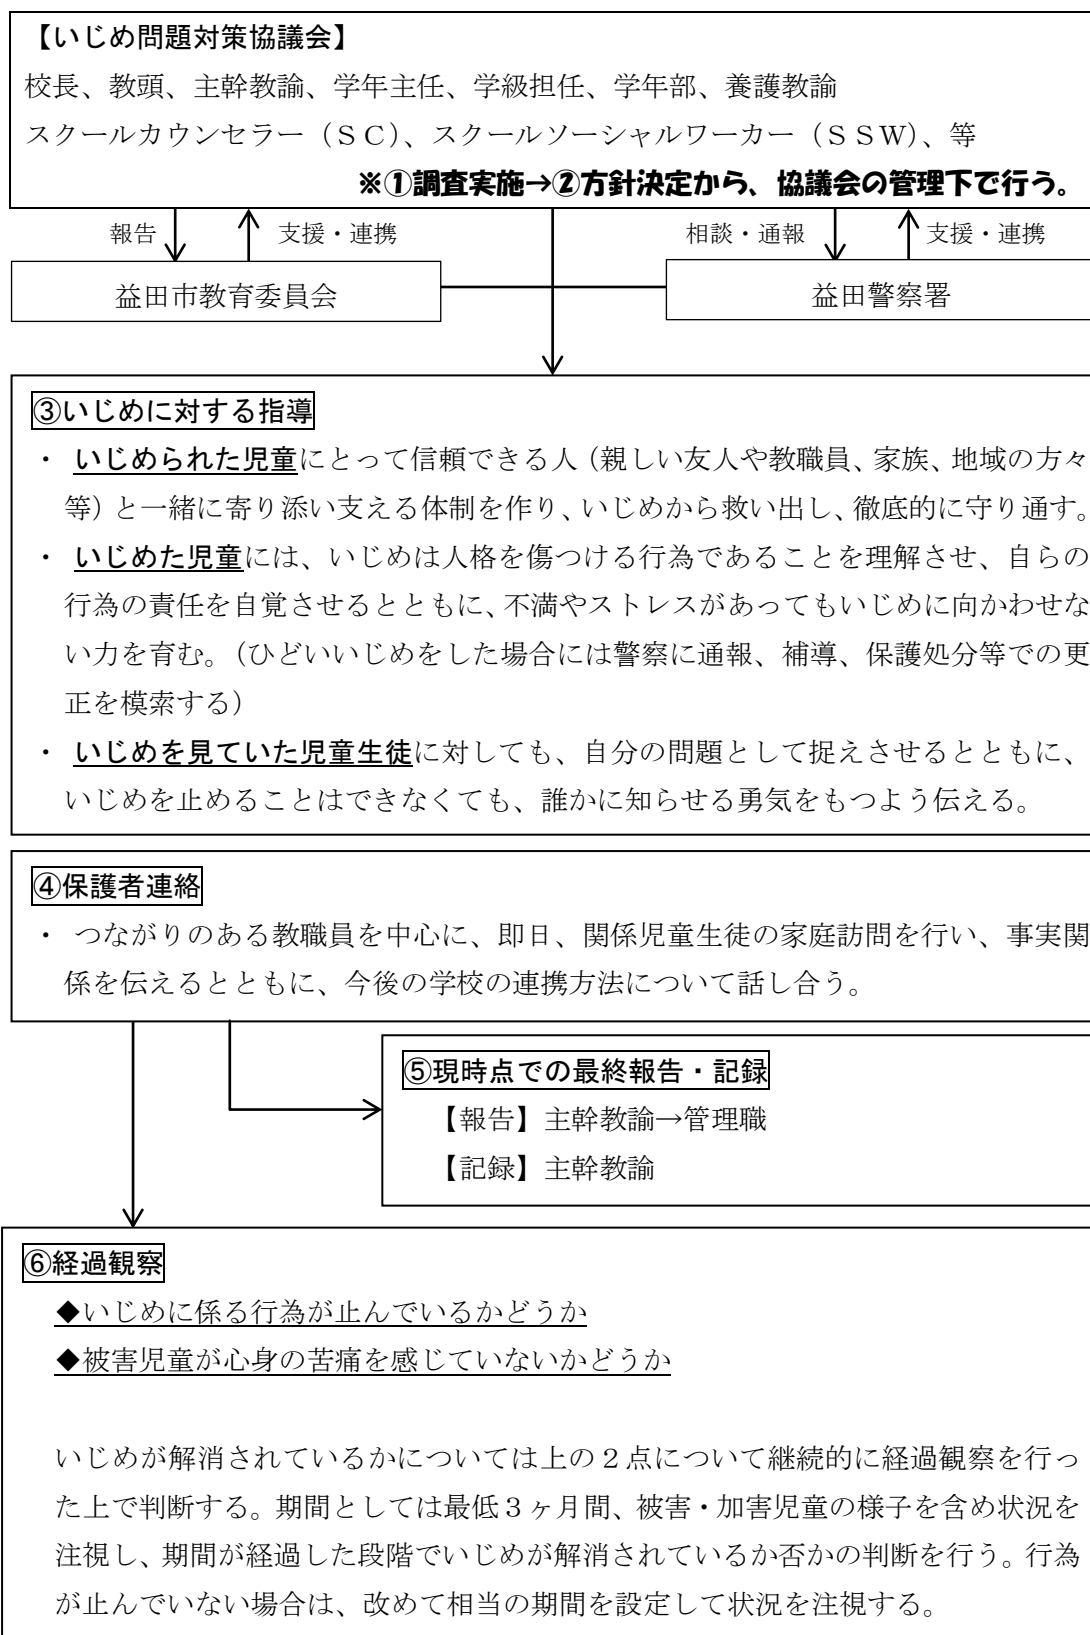 【いじめ問題対策協議会】
校長、教頭、主幹教諭、学年主任、学級担任、学年部、養護教諭
スクールカウンセラー（ＳＣ）、スクールソーシャルワーカー（ＳＳＷ）、等
※①調査実施→②方針決定から、協議会の管理下で行う。
報告 支援・連携 相談・通報 支援・連携
益田市教育委員会 益田警察署
③いじめに対する指導
・ いじめられた児童にとって信頼できる人（親しい友人や教職員、家族、地域の方々
等）と一緒に寄り添い支える体制を作り、いじめから救い出し、徹底的に守り通す。
・ いじめた児童には、いじめは人格を傷つける行為であることを理解させ、自らの
行為の責任を自覚させるとともに、不満やストレスがあってもいじめに向かわせな
い力を育む。（ひどいいじめをした場合には警察に通報、補導、保護処分等での更
正を模索する）
・ いじめを見ていた児童生徒に対しても、自分の問題として捉えさせるとともに、
いじめを止めることはできなくても、誰かに知らせる勇気をもつよう伝える。
④保護者連絡
・ つながりのある教職員を中心に、即日、関係児童生徒の家庭訪問を行い、事実関
係を伝えるとともに、今後の学校の連携方法について話し合う。
⑤現時点での最終報告・記録
【報告】主幹教諭→管理職
【記録】主幹教諭
⑥経過観察
◆いじめに係る行為が止んでいるかどうか
◆被害児童が心身の苦痛を感じていないかどうか
いじめが解消されているかについては上の２点について継続的に経過観察を行っ
た上で判断する。期間としては最低３ヶ月間、被害・加害児童の様子を含め状況を
注視し、期間が経過した段階でいじめが解消されているか否かの判断を行う。行為
が止んでいない場合は、改めて相当の期間を設定して状況を注視する。